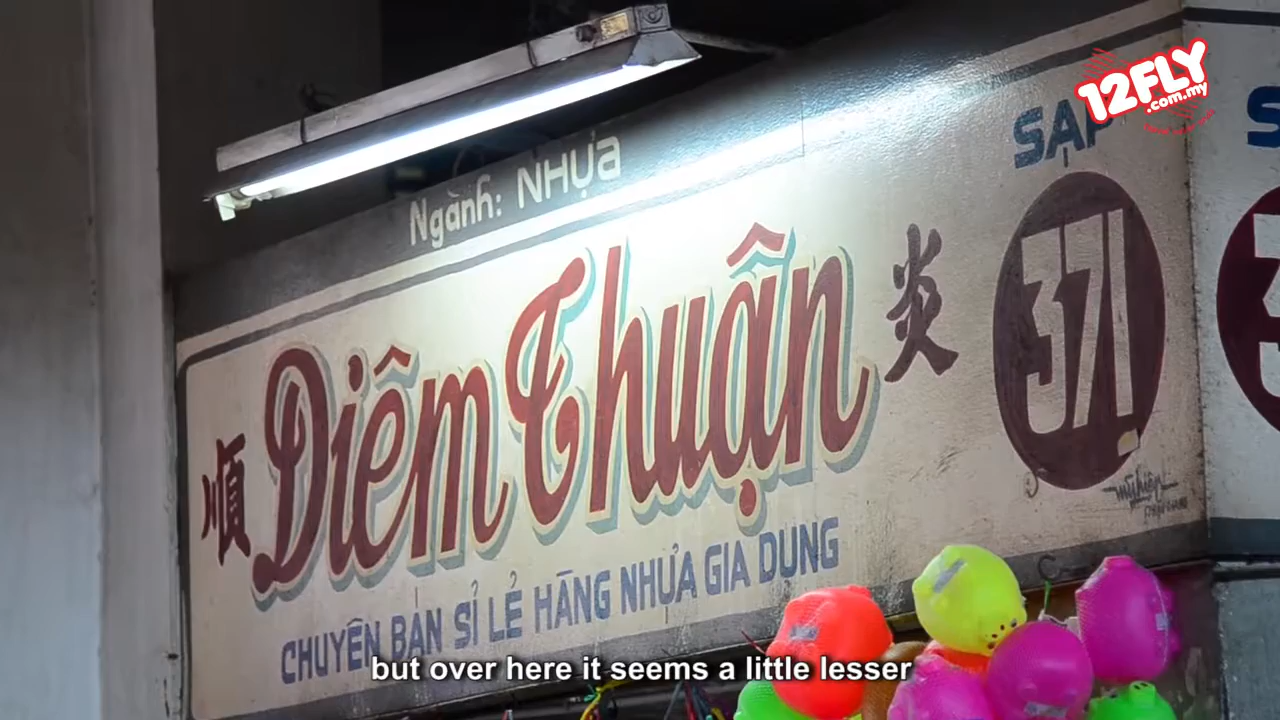 12FLY
.com.my
Ngành: NHỰA
SẠP
順 Diêm Thuận 炎
371
CHUYÊN BÁN SỈ LẺ HÀNG NHỰA GIA DỤNG
but over here it seems a little lesser